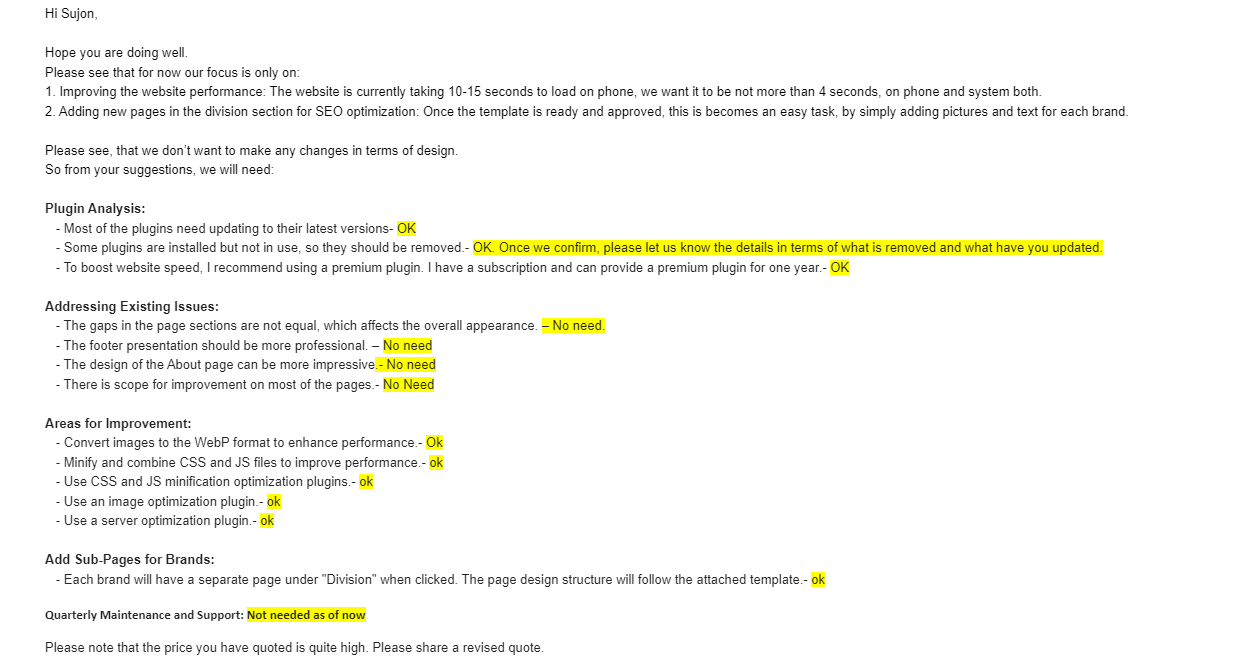 Hi Sujon,
Hope you are doing well.
Please see that for now our focus is only on:
1. Improving the website performance: The website is currently taking 10-15 seconds to load on phone, we want it to be not more than 4 seconds, on phone and system both.
2. Adding new pages in the division section for SEO optimization: Once the template is ready and approved, this is becomes an easy task, by simply adding pictures and text for each brand.
Please see, that we don't want to make any changes in terms of design.
So from your suggestions, we will need:
Plugin Analysis:
- Most of the plugins need updating to their latest versions- OK
- Some plugins are installed but not in use, so they should be removed.- OK. Once we confirm, please let us know the details in terms of what is removed and what have you updated.
- To boost website speed, I recommend using a premium plugin. I have a subscription and can provide a premium plugin for one year.- OK
Addressing Existing Issues:
- The gaps in the page sections are not equal, which affects the overall appearance. – No need.
- The footer presentation should be more professional. – No need
- The design of the About page can be more impressive.- No need
- There is scope for improvement on most of the pages.- No Need
Areas for Improvement:
- Convert images to the WebP format to enhance performance.- Ok
- Minify and combine CSS and JS files to improve performance.- ok
- Use CSS and JS minification optimization plugins.- ok
- Use an image optimization plugin.- ok
- Use a server optimization plugin.- ok
Add Sub-Pages for Brands:
- Each brand will have a separate page under "Division" when clicked. The page design structure will follow the attached template.- ok
Quarterly Maintenance and Support: Not needed as of now
Please note that the price you have quoted is quite high. Please share a revised quote.